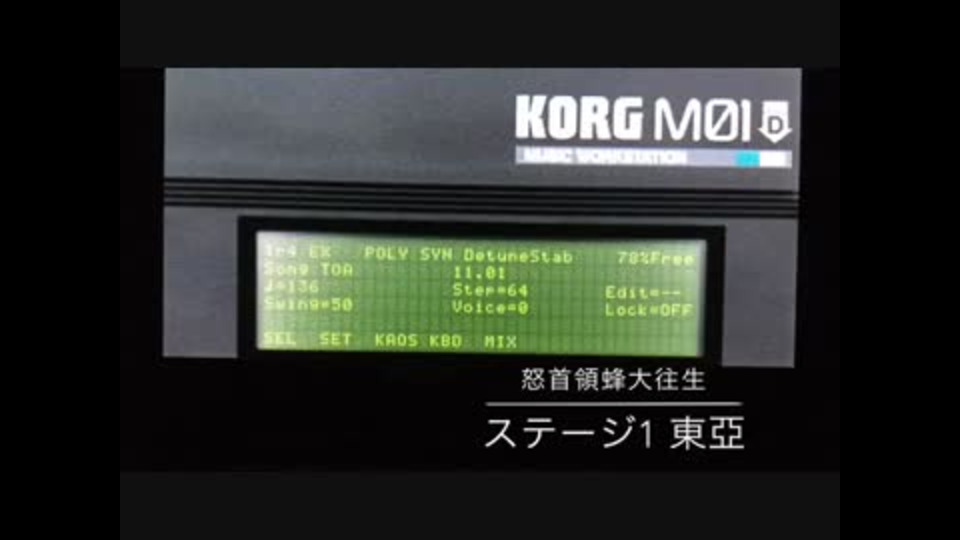 KORG M01D
MUSIC WORKSTATION
Tr4 EX POLY SYN DetuneStab 78%Free
Song TOA 11.01
♩=136 Step=64 Edit=--
Swing=50 Voice=0 Lock=OFF
SEL SET KAOS KBD MIX
怒首領蜂大往生
ステージ1 東亞